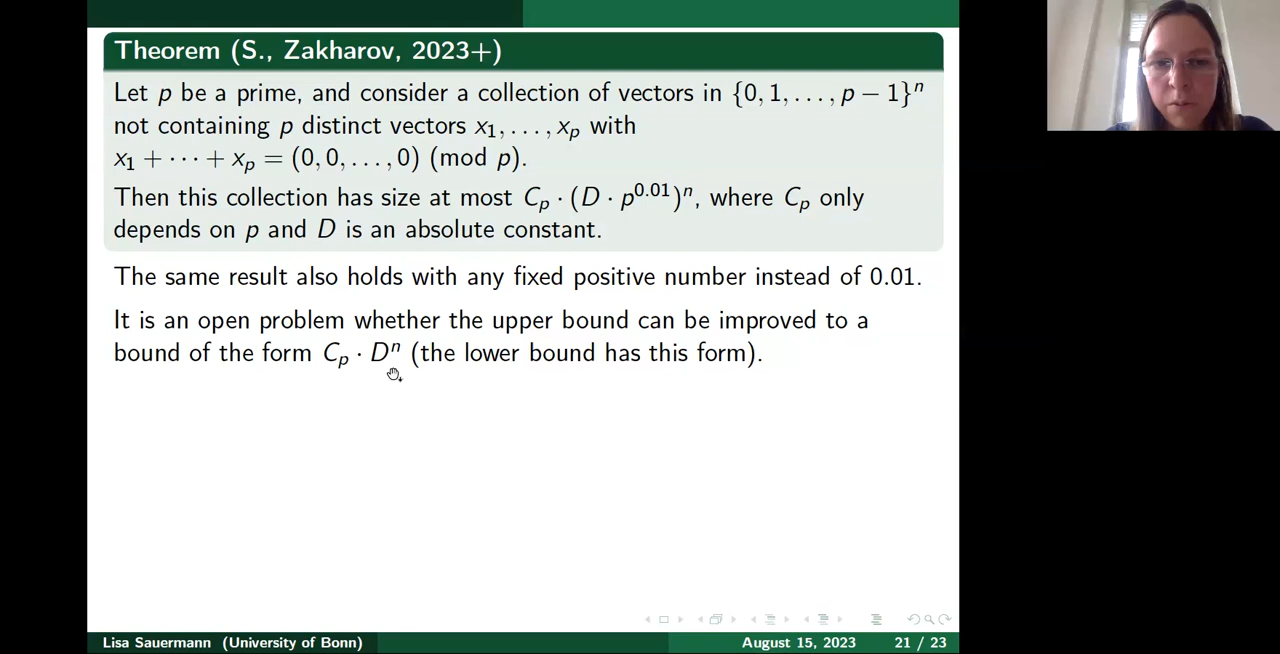 Theorem (S., Zakharov, 2023+)
Let p be a prime, and consider a collection of vectors in {0, 1, . . . , p − 1}ⁿ
not containing p distinct vectors x₁, . . . , xₚ with
x₁ + · · · + xₚ = (0, 0, . . . , 0) (mod p).
Then this collection has size at most Cₚ · (D · p^0.01)ⁿ, where Cₚ only
depends on p and D is an absolute constant.
The same result also holds with any fixed positive number instead of 0.01.
It is an open problem whether the upper bound can be improved to a
bound of the form Cₚ · Dⁿ (the lower bound has this form).
Lisa Sauermann (University of Bonn) August 15, 2023 21 / 23